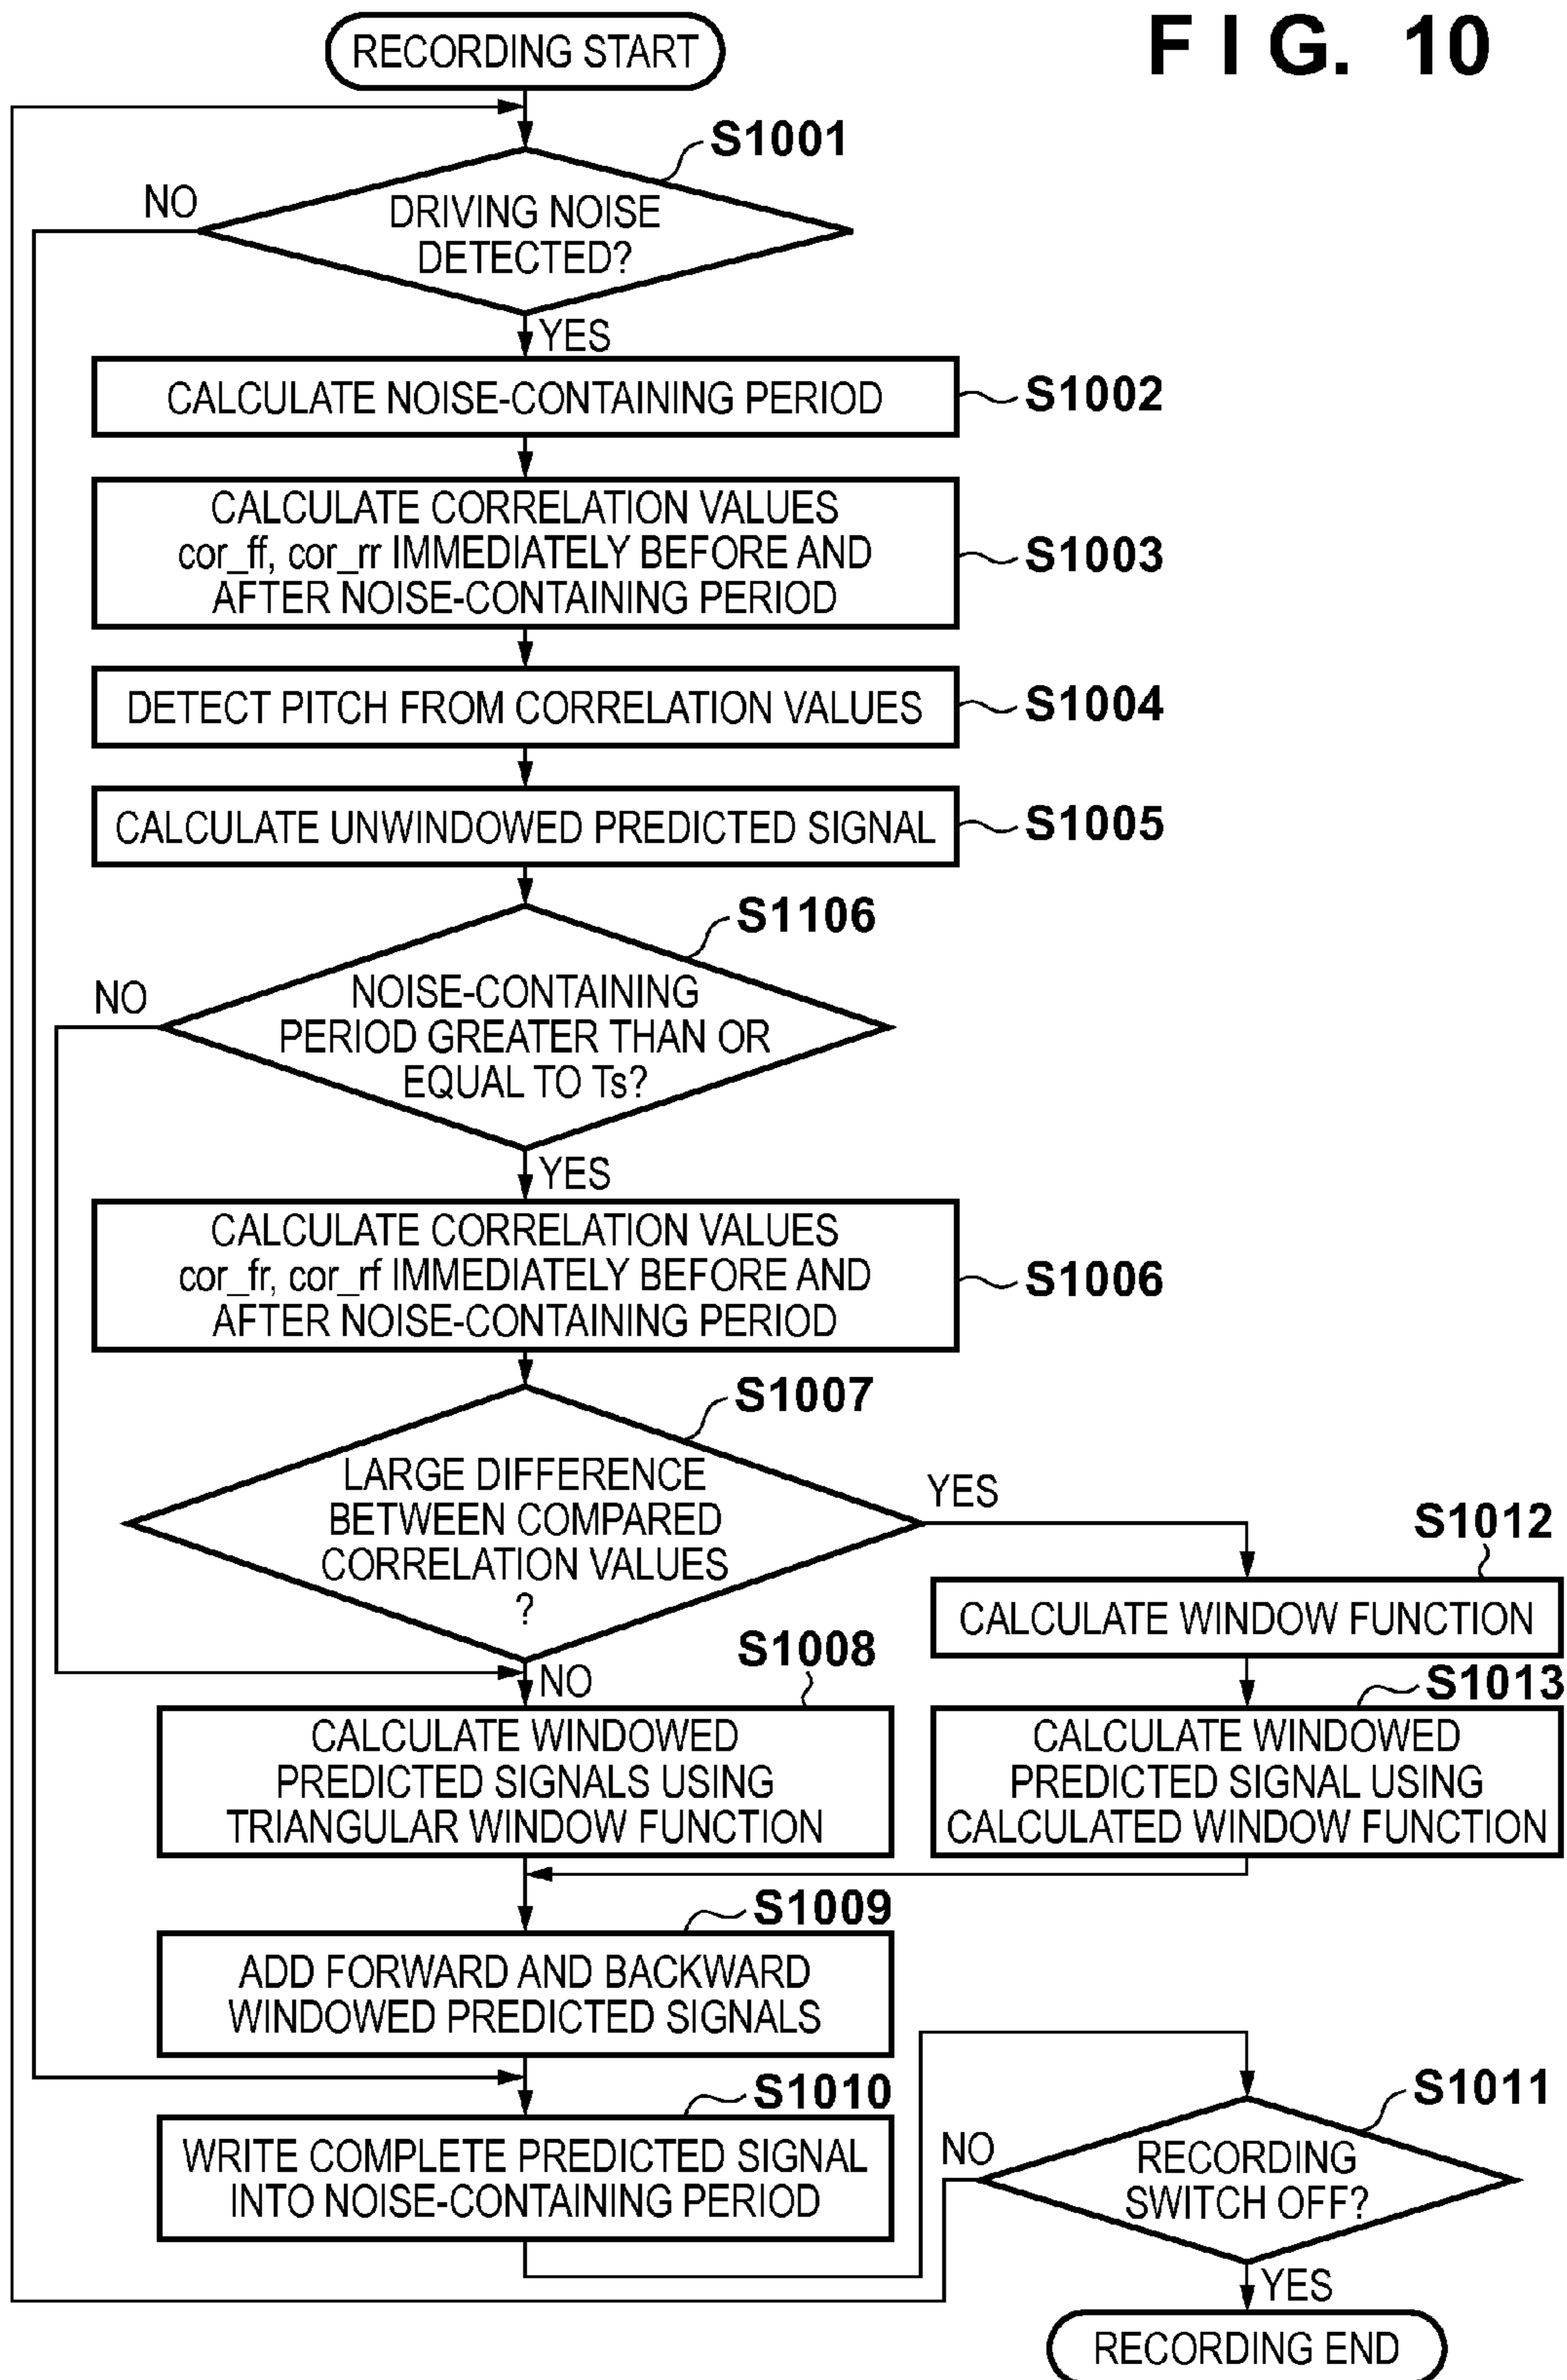 FIG. 10
RECORDING START
S1001
NO
DRIVING NOISE
DETECTED?
YES
CALCULATE NOISE-CONTAINING PERIOD
S1002
CALCULATE CORRELATION VALUES
cor_ff, cor_rr IMMEDIATELY BEFORE AND
AFTER NOISE-CONTAINING PERIOD
S1003
DETECT PITCH FROM CORRELATION VALUES
S1004
CALCULATE UNWINDOWED PREDICTED SIGNAL
S1005
S1106
NO
NOISE-CONTAINING
PERIOD GREATER THAN OR
EQUAL TO Ts?
YES
CALCULATE CORRELATION VALUES
cor_fr, cor_rf IMMEDIATELY BEFORE AND
AFTER NOISE-CONTAINING PERIOD
S1006
S1007
LARGE DIFFERENCE
BETWEEN COMPARED
CORRELATION VALUES
?
YES
S1012
CALCULATE WINDOW FUNCTION
NO
S1008
CALCULATE WINDOWED
PREDICTED SIGNALS USING
TRIANGULAR WINDOW FUNCTION
S1013
CALCULATE WINDOWED
PREDICTED SIGNAL USING
CALCULATED WINDOW FUNCTION
S1009
ADD FORWARD AND BACKWARD
WINDOWED PREDICTED SIGNALS
S1010
WRITE COMPLETE PREDICTED SIGNAL
INTO NOISE-CONTAINING PERIOD
S1011
NO
RECORDING
SWITCH OFF?
YES
RECORDING END